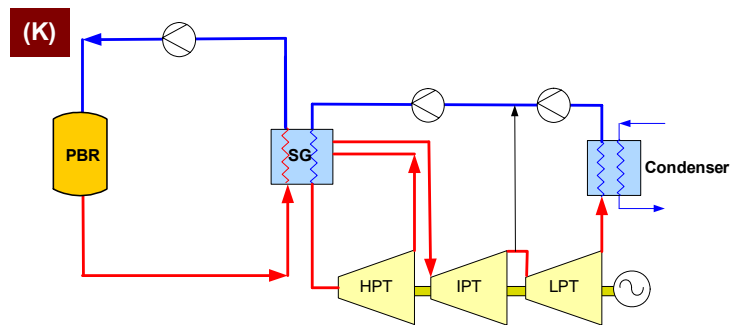 (K)
PBR
SG
Condenser
HPT
IPT
LPT